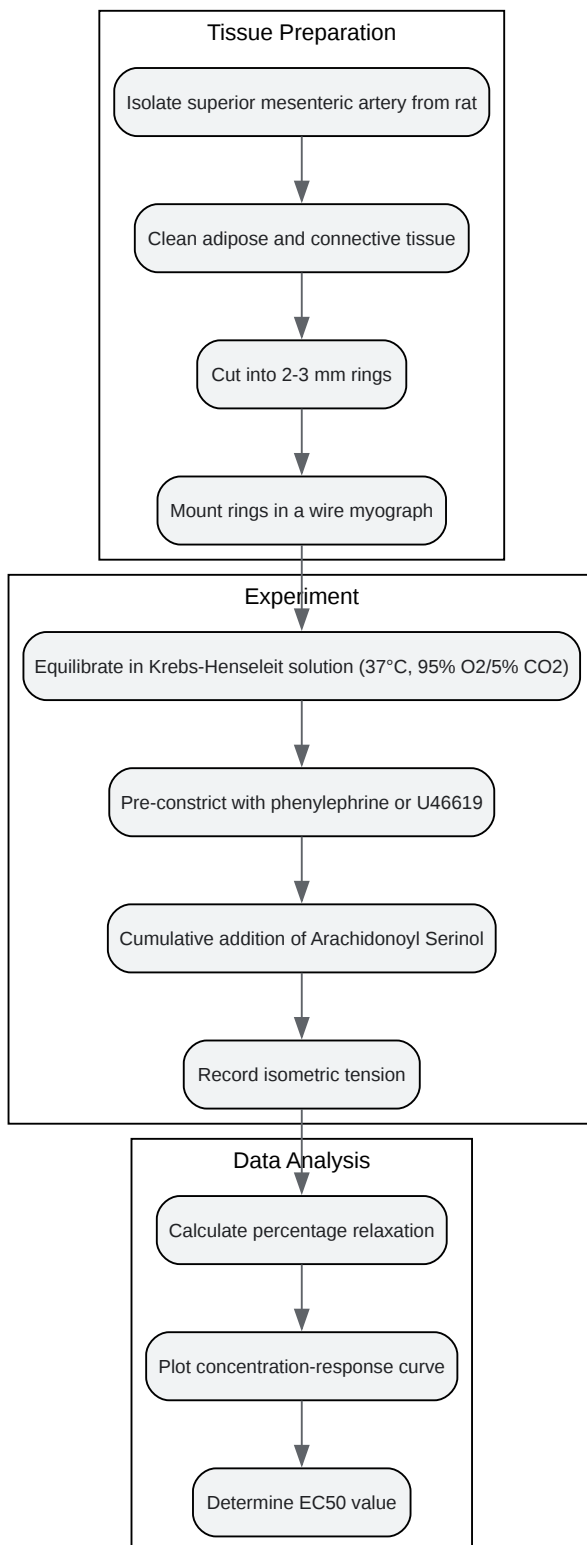 Tissue Preparation
Isolate superior mesenteric artery from rat
Clean adipose and connective tissue
Cut into 2-3 mm rings
Mount rings in a wire myograph
Experiment
Equilibrate in Krebs-Henseleit solution (37°C, 95% O2/5% CO2)
Pre-constrict with phenylephrine or U46619
Cumulative addition of Arachidonoyl Serinol
Record isometric tension
Data Analysis
Calculate percentage relaxation
Plot concentration-response curve
Determine EC50 value